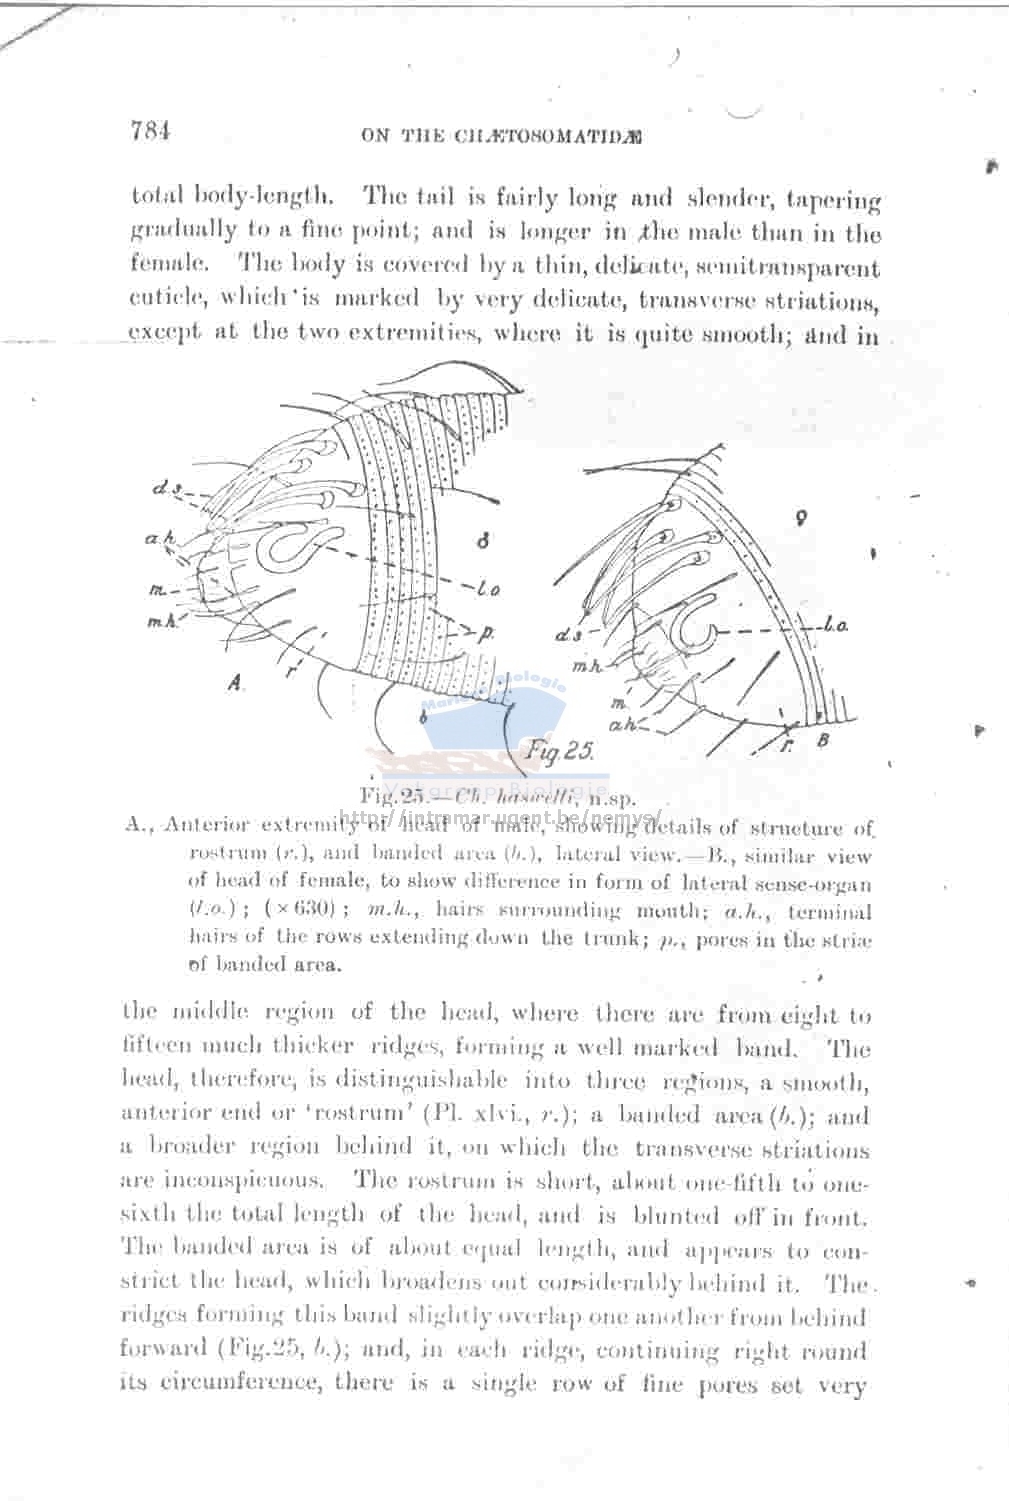 784
ON THE CHÆTOSOMATIDÆ
total body-length. The tail is fairly long and slender, tapering
gradually to a fine point; and is longer in the male than in the
female. The body is covered by a thin, delicate, semitransparent
cuticle, which is marked by very delicate, transverse striations,
except at the two extremities, where it is quite smooth; and in
d.s.
a.h.
m.
m.h.
A.
r.
b
♂
l.o
p.
♀
d.s
m.h
m.
a.h.
l.o.
r.
B
Marine Biologie
Fig. 25.
Vakgroep Biologie
Fig.25.—Ch. haswelli, n.sp.
http://intramar.ugent.be/nemys/
A., Anterior extremity of head of male, showing details of structure of
rostrum (r.), and banded area (b.), lateral view.—B., similar view
of head of female, to show difference in form of lateral sense-organ
(l.o.); (×630); m.h., hairs surrounding mouth; a.h., terminal
hairs of the rows extending down the trunk; p., pores in the striæ
of banded area.
the middle region of the head, where there are from eight to
fifteen much thicker ridges, forming a well marked band. The
head, therefore, is distinguishable into three regions, a smooth,
anterior end or 'rostrum' (Pl. xlvi., r.); a banded area (b.); and
a broader region behind it, on which the transverse striations
are inconspicuous. The rostrum is short, about one-fifth to one-
sixth the total length of the head, and is blunted off in front.
The banded area is of about equal length, and appears to con-
strict the head, which broadens out considerably behind it. The
ridges forming this band slightly overlap one another from behind
forward (Fig.25, b.); and, in each ridge, continuing right round
its circumference, there is a single row of fine pores set very